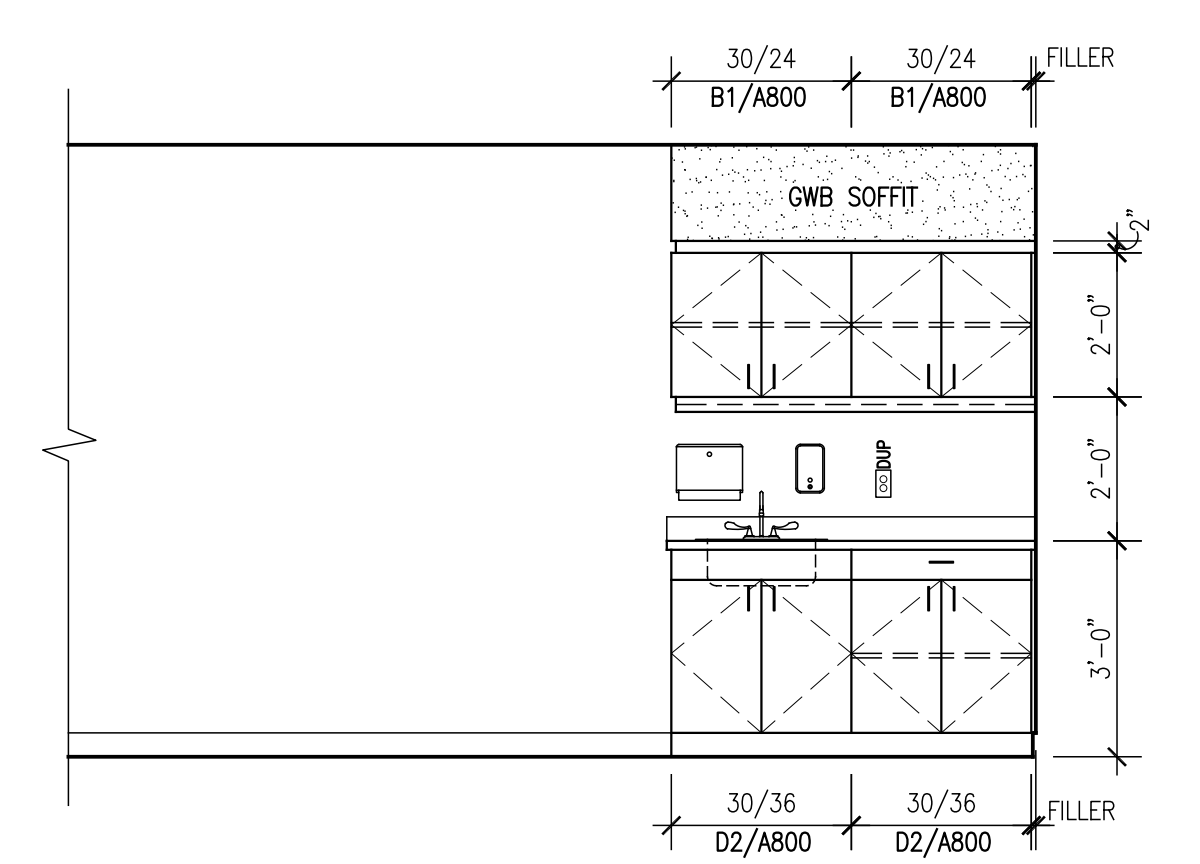 30/24 30/24 FILLER
B1/A800 B1/A800
GWB SOFFIT
2"
2'-0"
2'-0"
DUP
3'-0"
30/36 30/36 FILLER
D2/A800 D2/A800